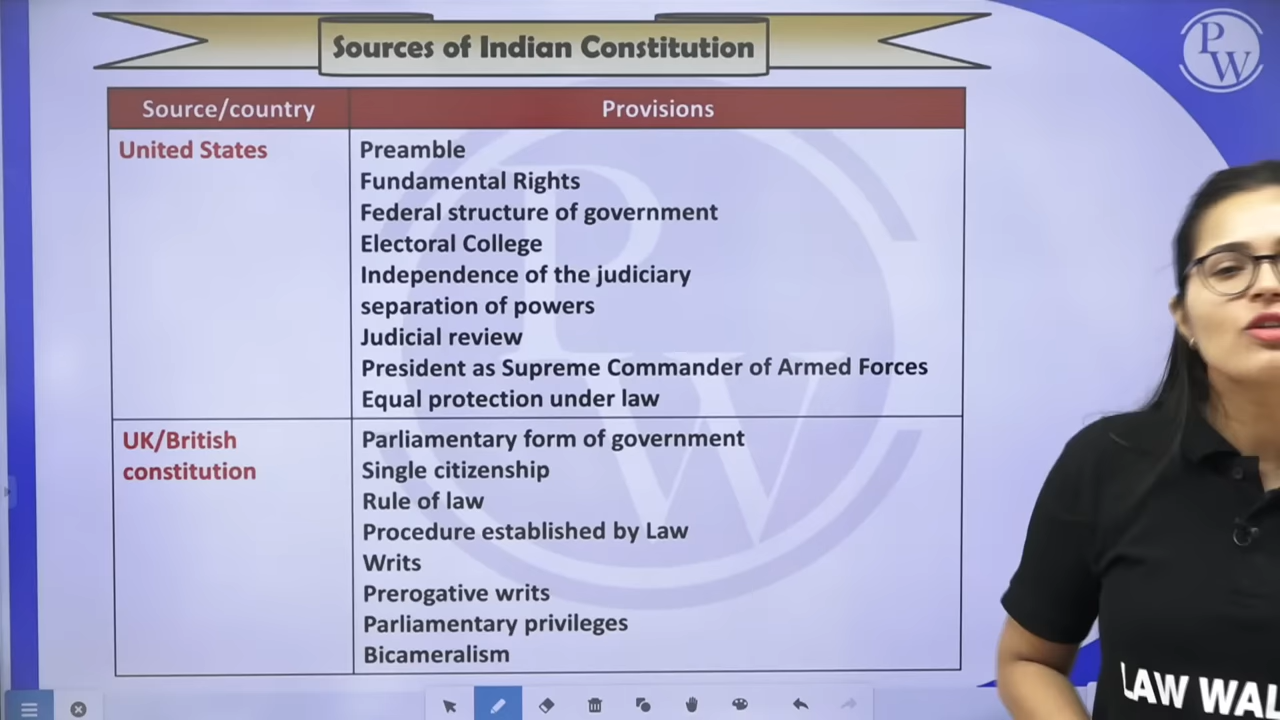 Sources of Indian Constitution
PW
Source/country
Provisions
United States
Preamble
Fundamental Rights
Federal structure of government
Electoral College
Independence of the judiciary
separation of powers
Judicial review
President as Supreme Commander of Armed Forces
Equal protection under law
UK/British
constitution
Parliamentary form of government
Single citizenship
Rule of law
Procedure established by Law
Writs
Prerogative writs
Parliamentary privileges
Bicameralism
PW
LAW WAL